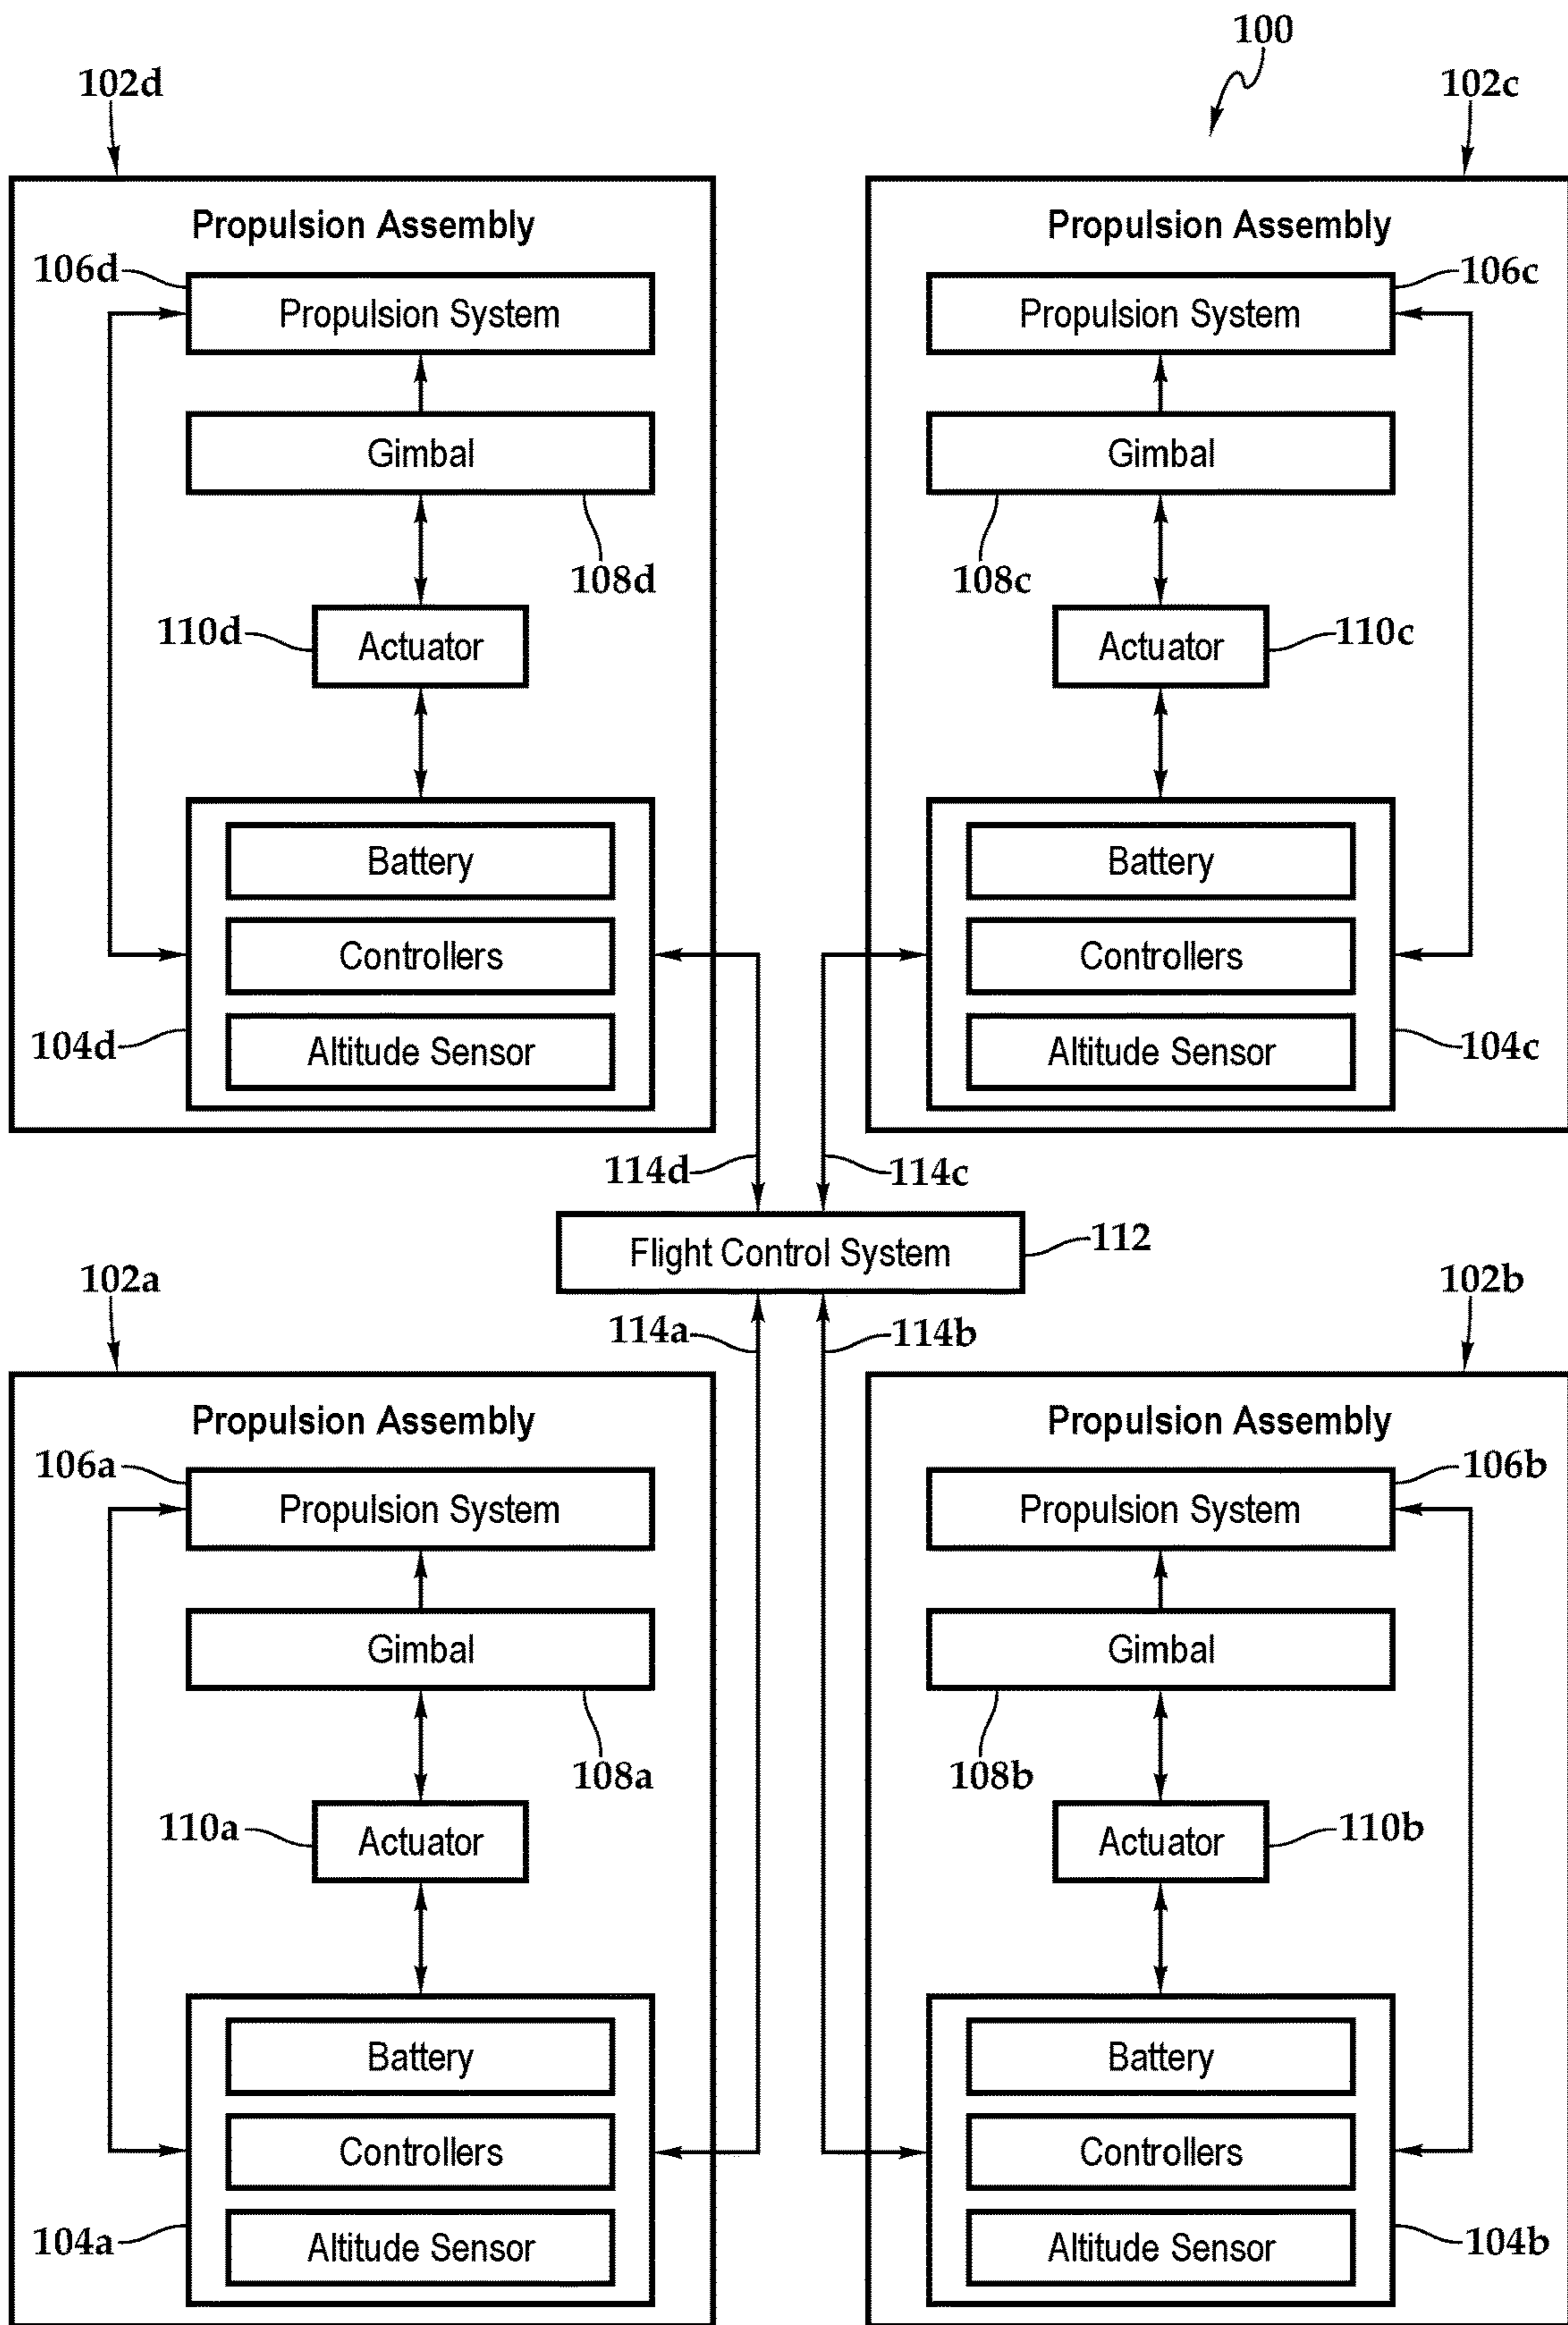 100
102d
102c
Propulsion Assembly
Propulsion Assembly
106d
Propulsion System
Propulsion System
106c
Gimbal
Gimbal
108d
108c
110d
Actuator
Actuator
110c
Battery
Battery
Controllers
Controllers
104d
Altitude Sensor
Altitude Sensor
104c
114d
114c
Flight Control System
112
102a
102b
114a
114b
Propulsion Assembly
Propulsion Assembly
106a
Propulsion System
Propulsion System
106b
Gimbal
Gimbal
108a
108b
110a
Actuator
Actuator
110b
Battery
Battery
Controllers
Controllers
104a
Altitude Sensor
Altitude Sensor
104b